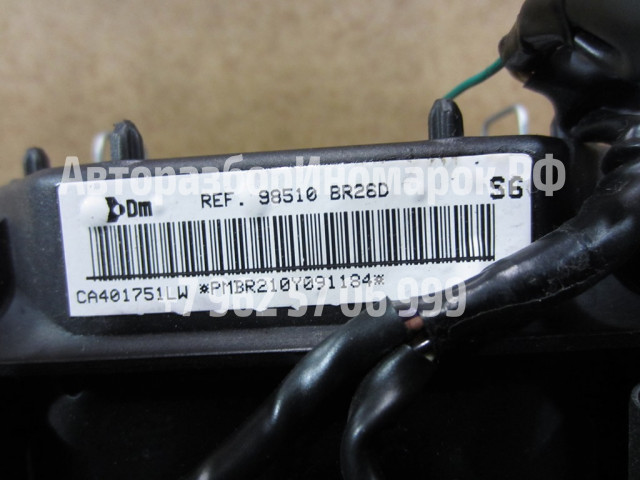 АвторазборИномарок.РФ
Dm REF. 98510 BR26D SG
CA401751LW *PMBR210Y091184*